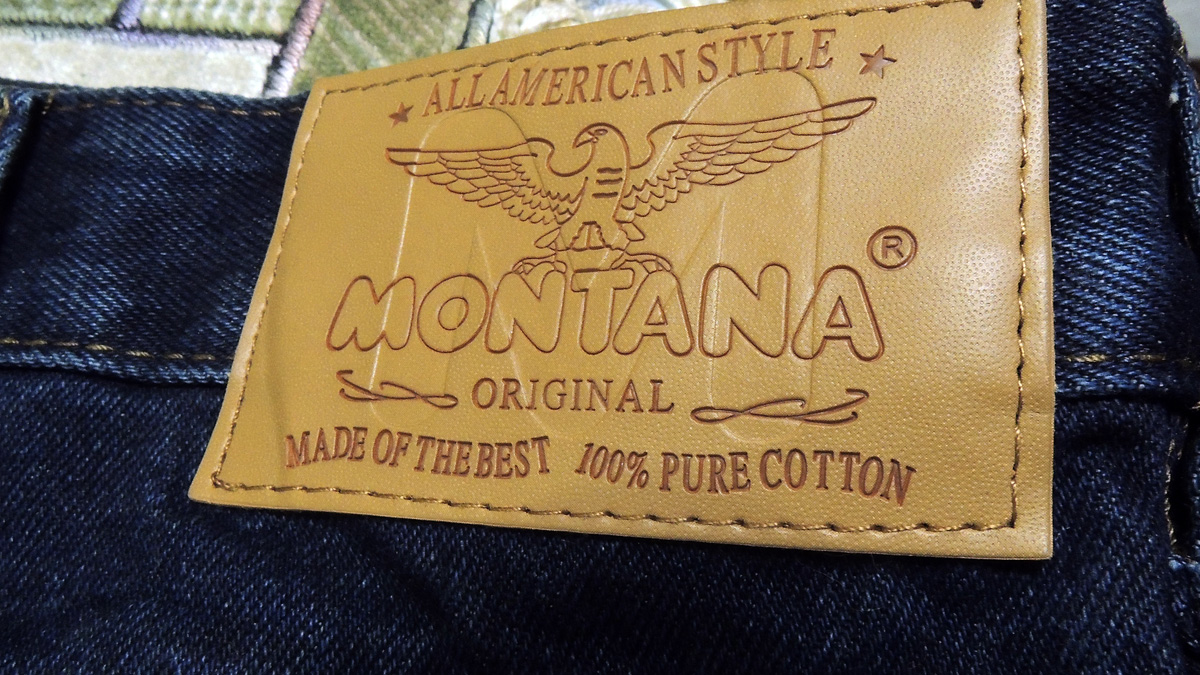 ★ ALL AMERICAN STYLE ★
MONTANA®
ORIGINAL
MADE OF THE BEST 100% PURE COTTON